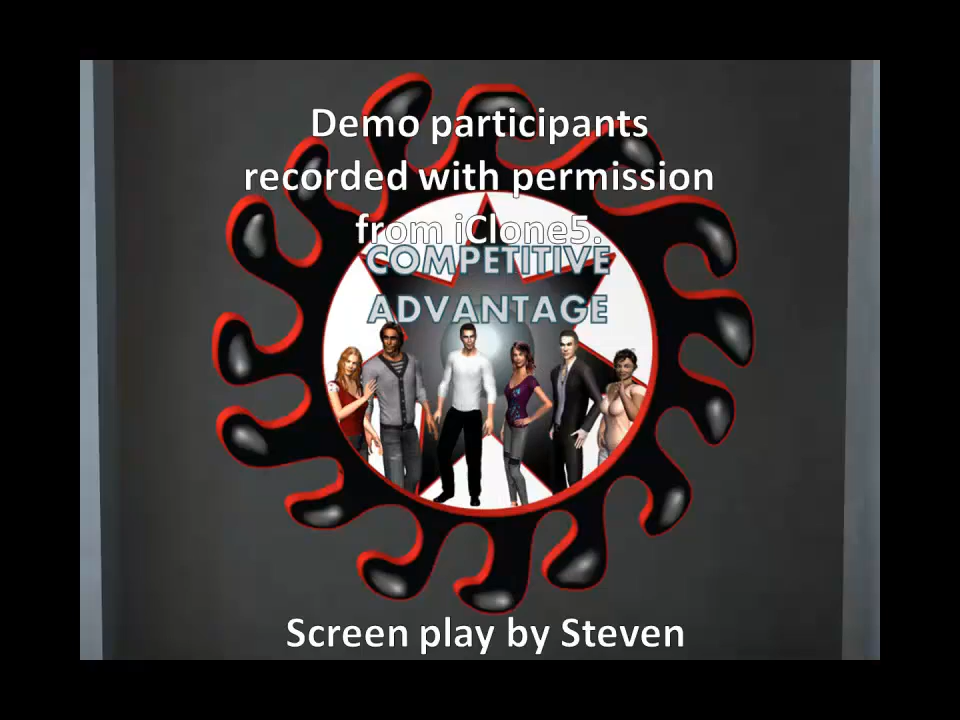 Demo participants
recorded with permission
from iClone5.
COMPETITIVE
ADVANTAGE
Screen play by Steven